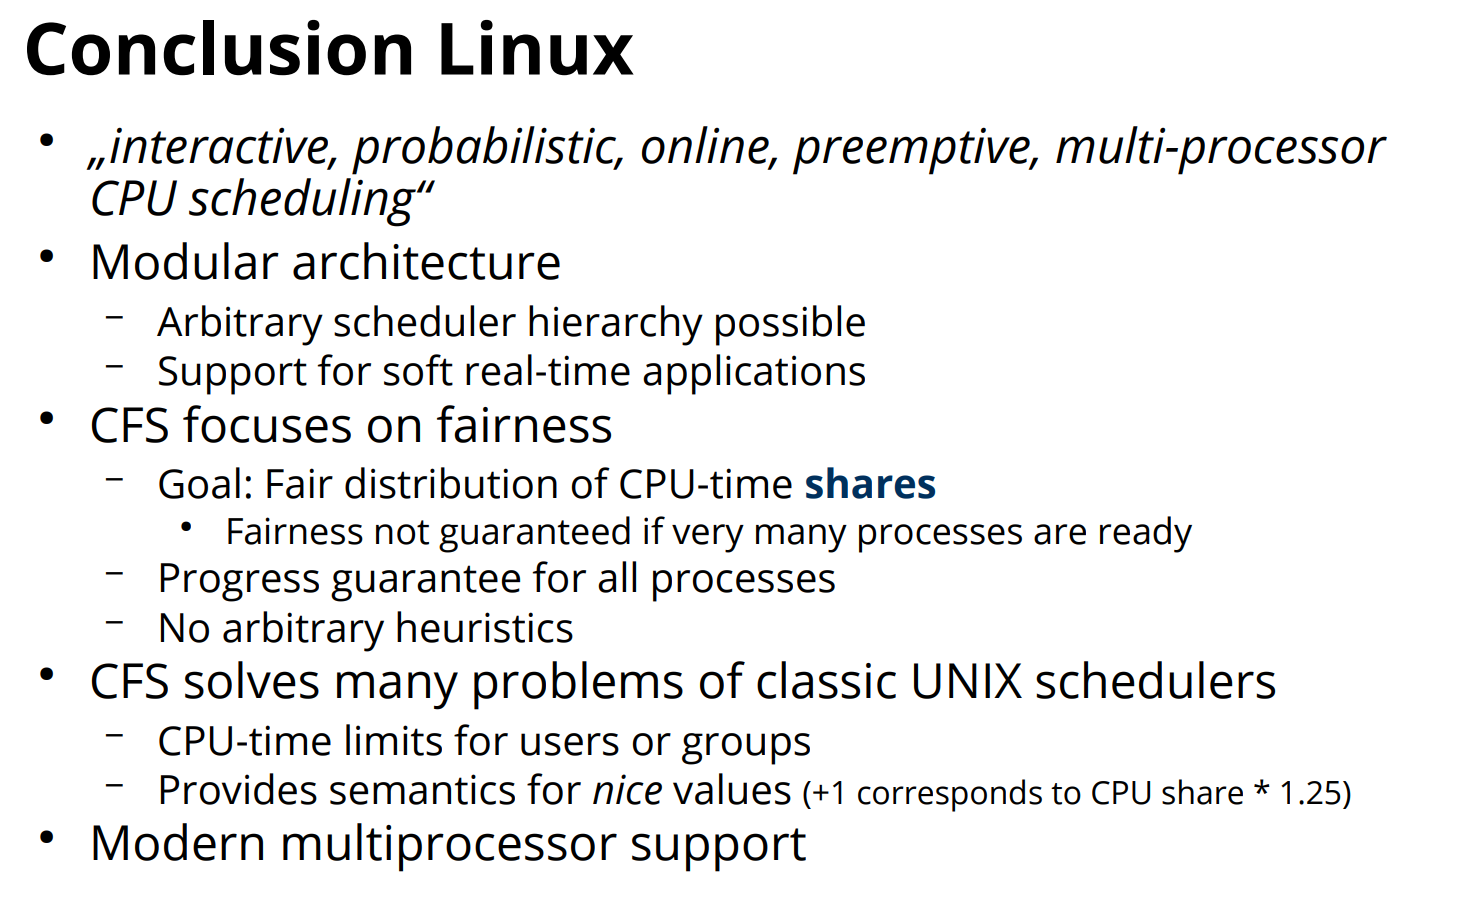 Conclusion Linux
• „interactive, probabilistic, online, preemptive, multi-processor
CPU scheduling“
• Modular architecture
– Arbitrary scheduler hierarchy possible
– Support for soft real-time applications
• CFS focuses on fairness
– Goal: Fair distribution of CPU-time shares
• Fairness not guaranteed if very many processes are ready
– Progress guarantee for all processes
– No arbitrary heuristics
• CFS solves many problems of classic UNIX schedulers
– CPU-time limits for users or groups
– Provides semantics for nice values (+1 corresponds to CPU share * 1.25)
• Modern multiprocessor support